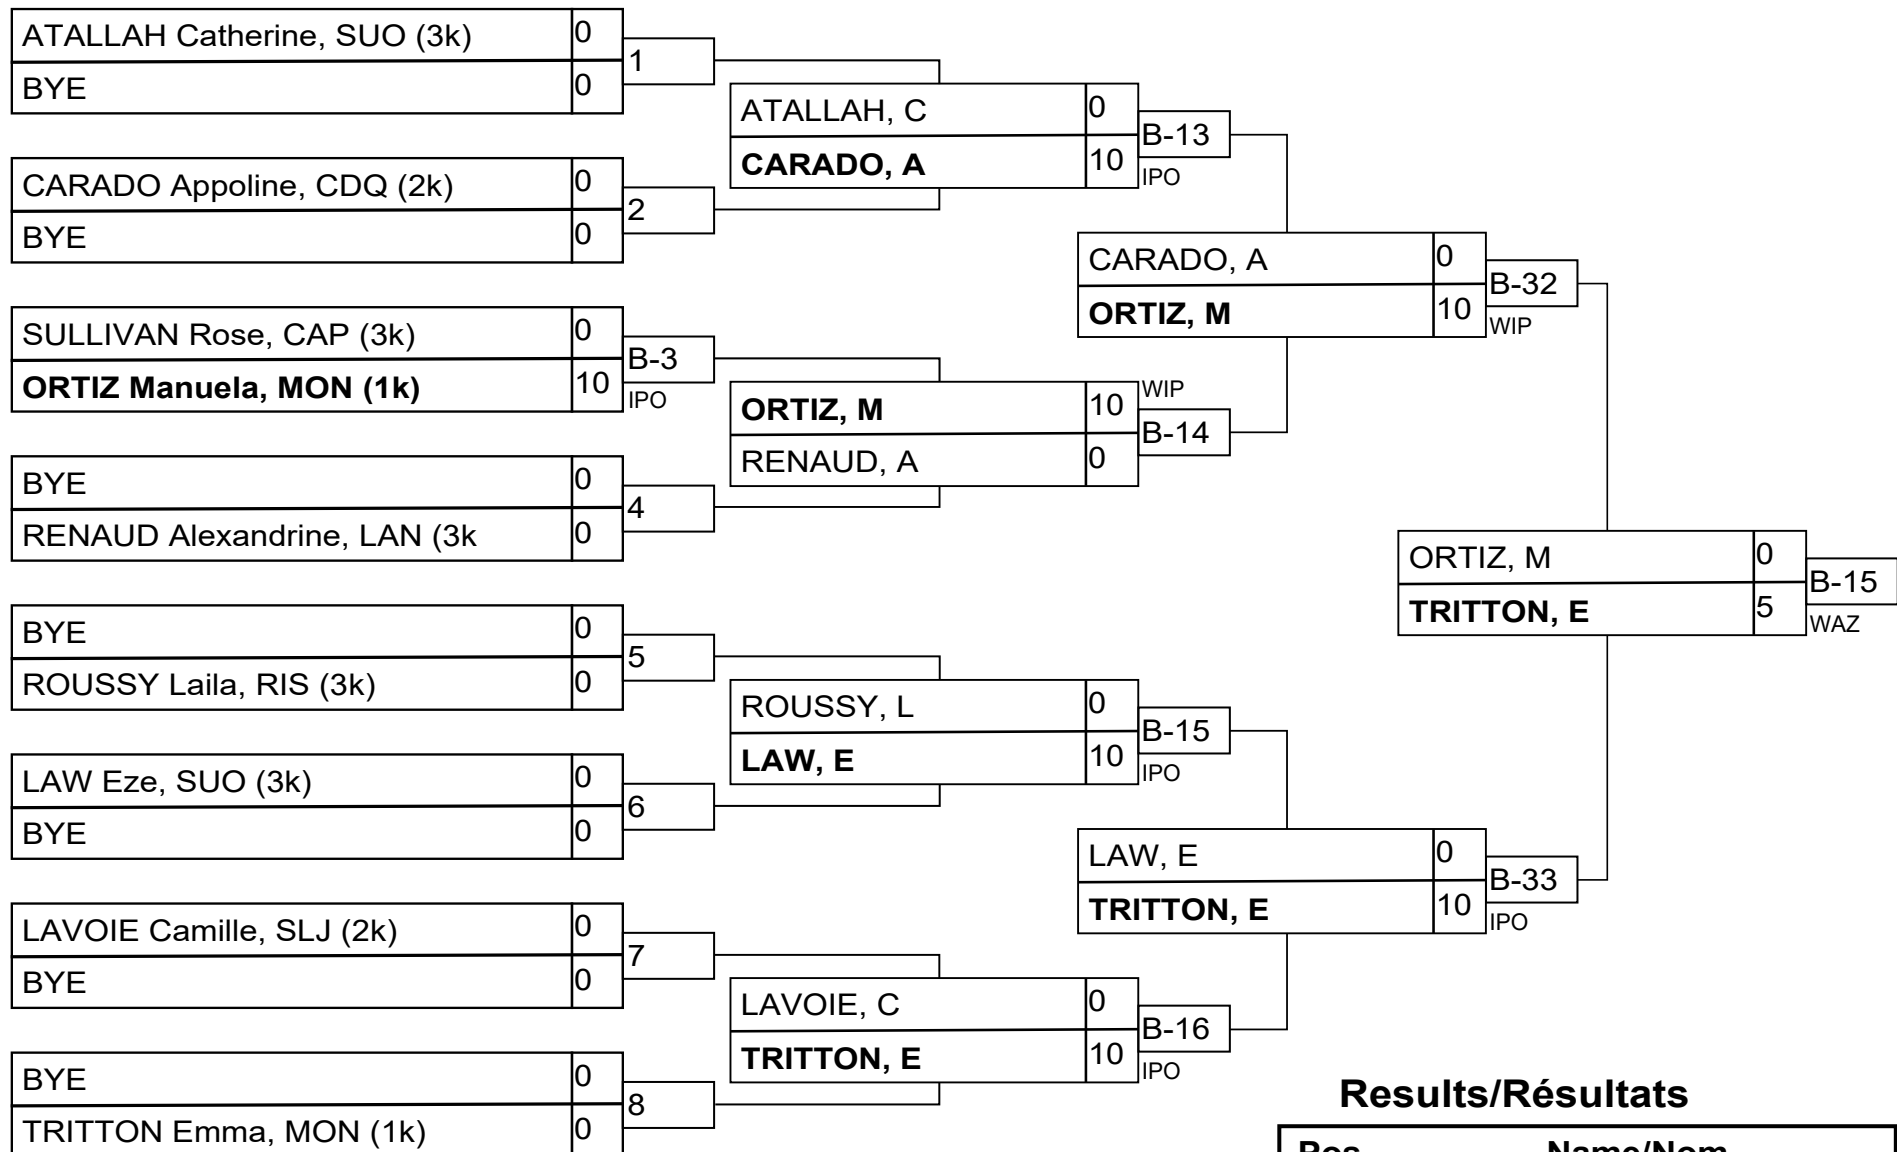 ATALLAH Catherine, SUO (3k) 0
BYE 0
1
CARADO Appoline, CDQ (2k) 0
BYE 0
2
SULLIVAN Rose, CAP (3k) 0
ORTIZ Manuela, MON (1k) 10
B-3
IPO
BYE 0
RENAUD Alexandrine, LAN (3k 0
4
BYE 0
ROUSSY Laila, RIS (3k) 0
5
LAW Eze, SUO (3k) 0
BYE 0
6
LAVOIE Camille, SLJ (2k) 0
BYE 0
7
BYE 0
TRITTON Emma, MON (1k) 0
8
ATALLAH, C 0
CARADO, A 10
B-13
IPO
ORTIZ, M 10
RENAUD, A 0
WIP
B-14
ROUSSY, L 0
LAW, E 10
B-15
IPO
LAVOIE, C 0
TRITTON, E 10
B-16
IPO
CARADO, A 0
ORTIZ, M 10
B-32
WIP
LAW, E 0
TRITTON, E 10
B-33
IPO
ORTIZ, M 0
TRITTON, E 5
B-15
WAZ
Results/Résultats
Pos Name/Nom